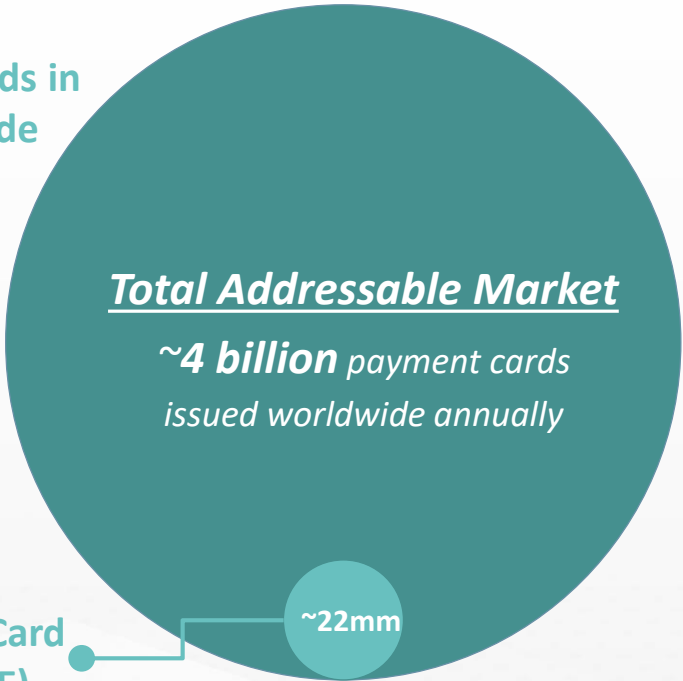 ds in
de
Total Addressable Market
~4 billion payment cards
issued worldwide annually
~22mm
Card